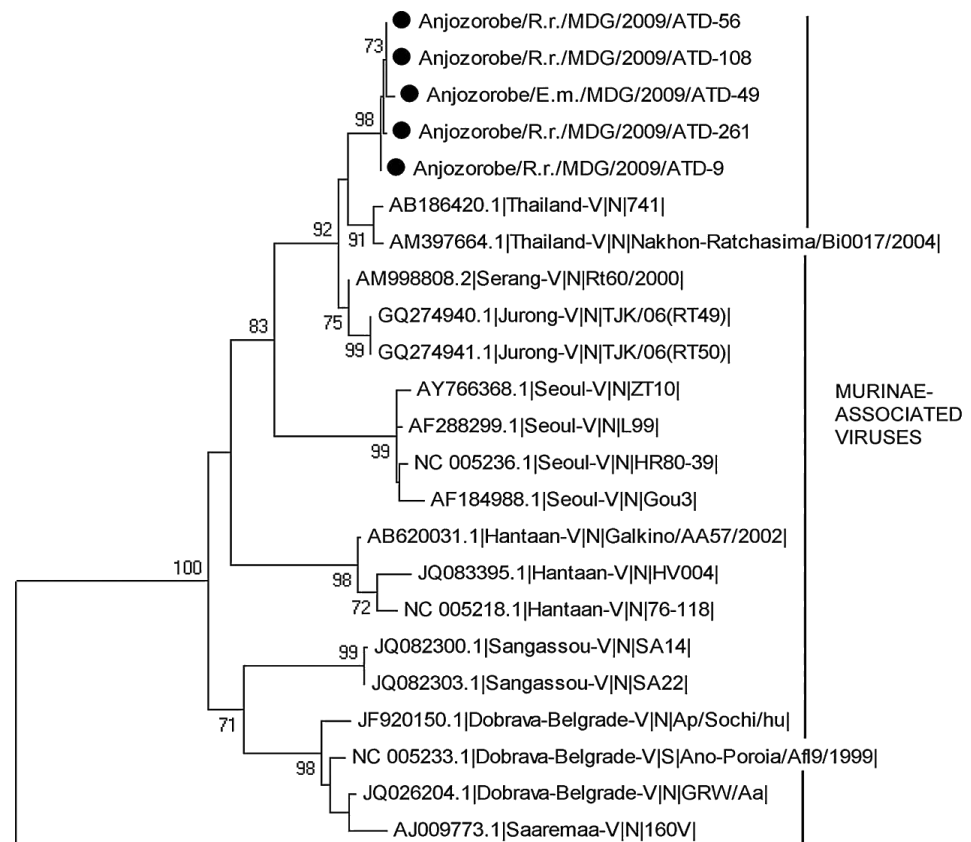 Anjozorobe/R.r./MDG/2009/ATD-56
73
Anjozorobe/R.r./MDG/2009/ATD-108
Anjozorobe/E.m./MDG/2009/ATD-49
98
Anjozorobe/R.r./MDG/2009/ATD-261
Anjozorobe/R.r./MDG/2009/ATD-9
AB186420.1|Thailand-V|N|741|
92
91
AM397664.1|Thailand-V|N|Nakhon-Ratchasima/Bi0017/2004|
AM998808.2|Serang-V|N|Rt60/2000|
75
GQ274940.1|Jurong-V|N|TJK/06(RT49)|
83
99
GQ274941.1|Jurong-V|N|TJK/06(RT50)|
AY766368.1|Seoul-V|N|ZT10|
MURINAE-
ASSOCIATED
VIRUSES
AF288299.1|Seoul-V|N|L99|
99
NC 005236.1|Seoul-V|N|HR80-39|
AF184988.1|Seoul-V|N|Gou3|
AB620031.1|Hantaan-V|N|Galkino/AA57/2002|
100
98
JQ083395.1|Hantaan-V|N|HV004|
72
NC 005218.1|Hantaan-V|N|76-118|
99
JQ082300.1|Sangassou-V|N|SA14|
JQ082303.1|Sangassou-V|N|SA22|
71
JF920150.1|Dobrava-Belgrade-V|N|Ap/Sochi/hu|
98
NC 005233.1|Dobrava-Belgrade-V|S|Ano-Poroia/Afl9/1999|
JQ026204.1|Dobrava-Belgrade-V|N|GRW/Aa|
AJ009773.1|Saaremaa-V|N|160V|